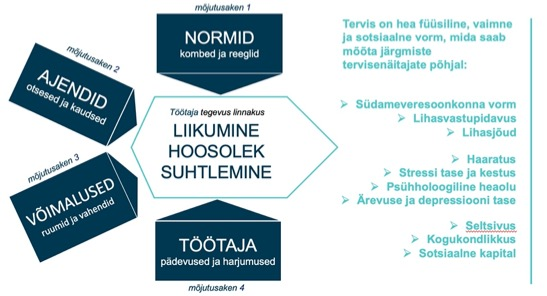 mõjutusaken 1
NORMID
kombed ja reeglid
mõjutusaken 2
AJENDID
otsesed ja kaudsed
mõjutusaken 3
VÕIMALUSED
ruumid ja vahendid
Töötaja tegevus linnakus
LIIKUMINE
HOOSOLEK
SUHTLEMINE
TÖÖTAJA
pädevused ja harjumused
mõjutusaken 4
Tervis on hea füüsiline, vaimne
ja sotsiaalne vorm, mida saab
mõõta järgmiste
tervisenäitajate põhjal:
Südameveresoonkonna vorm
Lihasvastupidavus
Lihasjõud
Haaratus
Stressi tase ja kestus
Psühholoogiline heaolu
Ärevuse ja depressiooni tase
Seltsivus
Kogukondlikkus
Sotsiaalne kapital